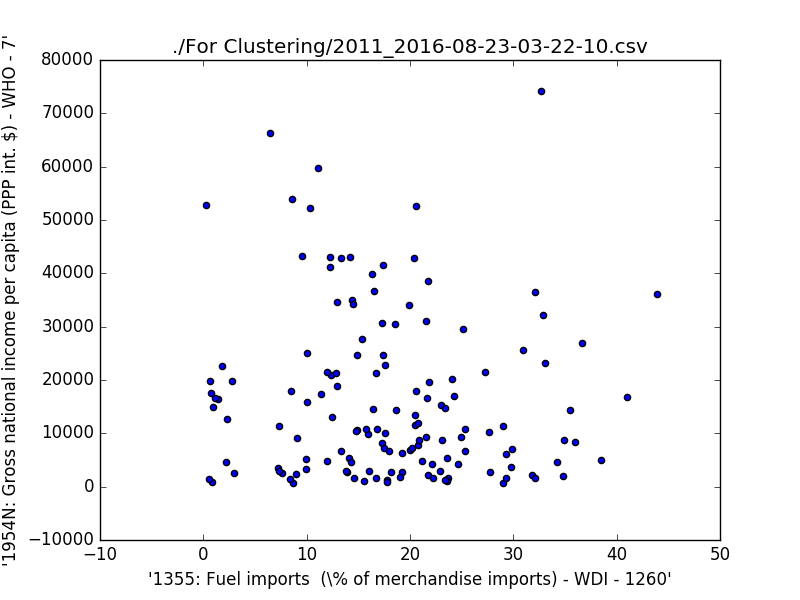 ./For Clustering/2011_2016-08-23-03-22-10.csv
'1954N: Gross national income per capita (PPP int. $) - WHO - 7'
80000
70000
60000
50000
40000
30000
20000
10000
0
−10000
−10 0 10 20 30 40 50
'1355: Fuel imports  (\% of merchandise imports) - WDI - 1260'